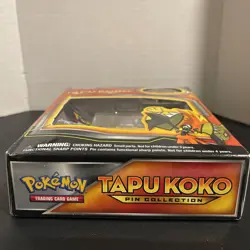 WARNING: CHOKING HAZARD-Small parts. Not for children under 3 years.
FUNCTIONAL SHARP POINTS Pin contains functional sharp points. Not for children under 6 years.
Pokémon
TRADING CARD GAME
TAPU KOKO
PIN COLLECTION